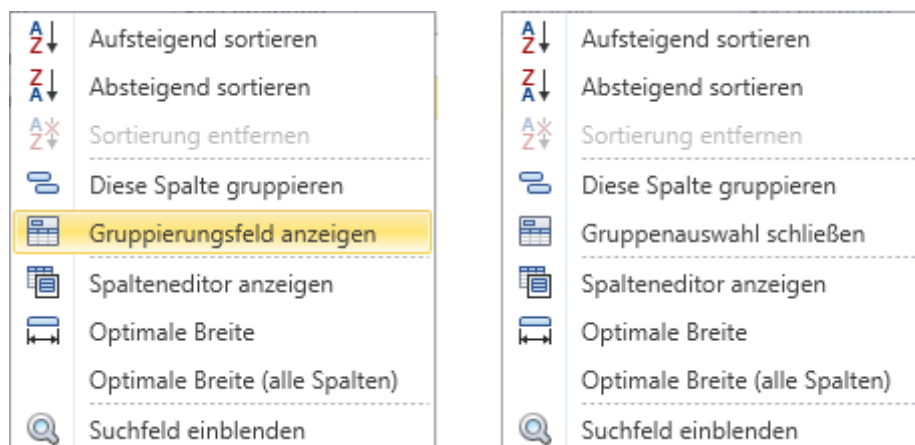 Aufsteigend sortieren
Absteigend sortieren
Sortierung entfernen
Diese Spalte gruppieren
Gruppierungsfeld anzeigen
Spalteneditor anzeigen
Optimale Breite
Optimale Breite (alle Spalten)
Suchfeld einblenden
Aufsteigend sortieren
Absteigend sortieren
Sortierung entfernen
Diese Spalte gruppieren
Gruppenauswahl schließen
Spalteneditor anzeigen
Optimale Breite
Optimale Breite (alle Spalten)
Suchfeld einblenden